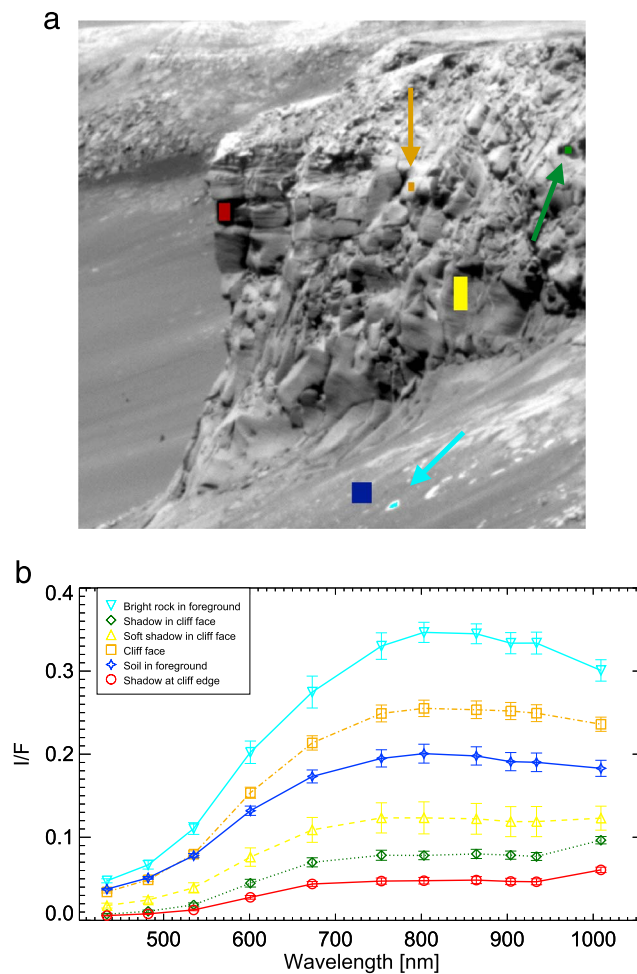 a
b
0.4
0.3
0.2
0.1
0.0
I/F
Bright rock in foreground
Shadow in cliff face
Soft shadow in cliff face
Cliff face
Soil in foreground
Shadow at cliff edge
500 600 700 800 900 1000
Wavelength [nm]